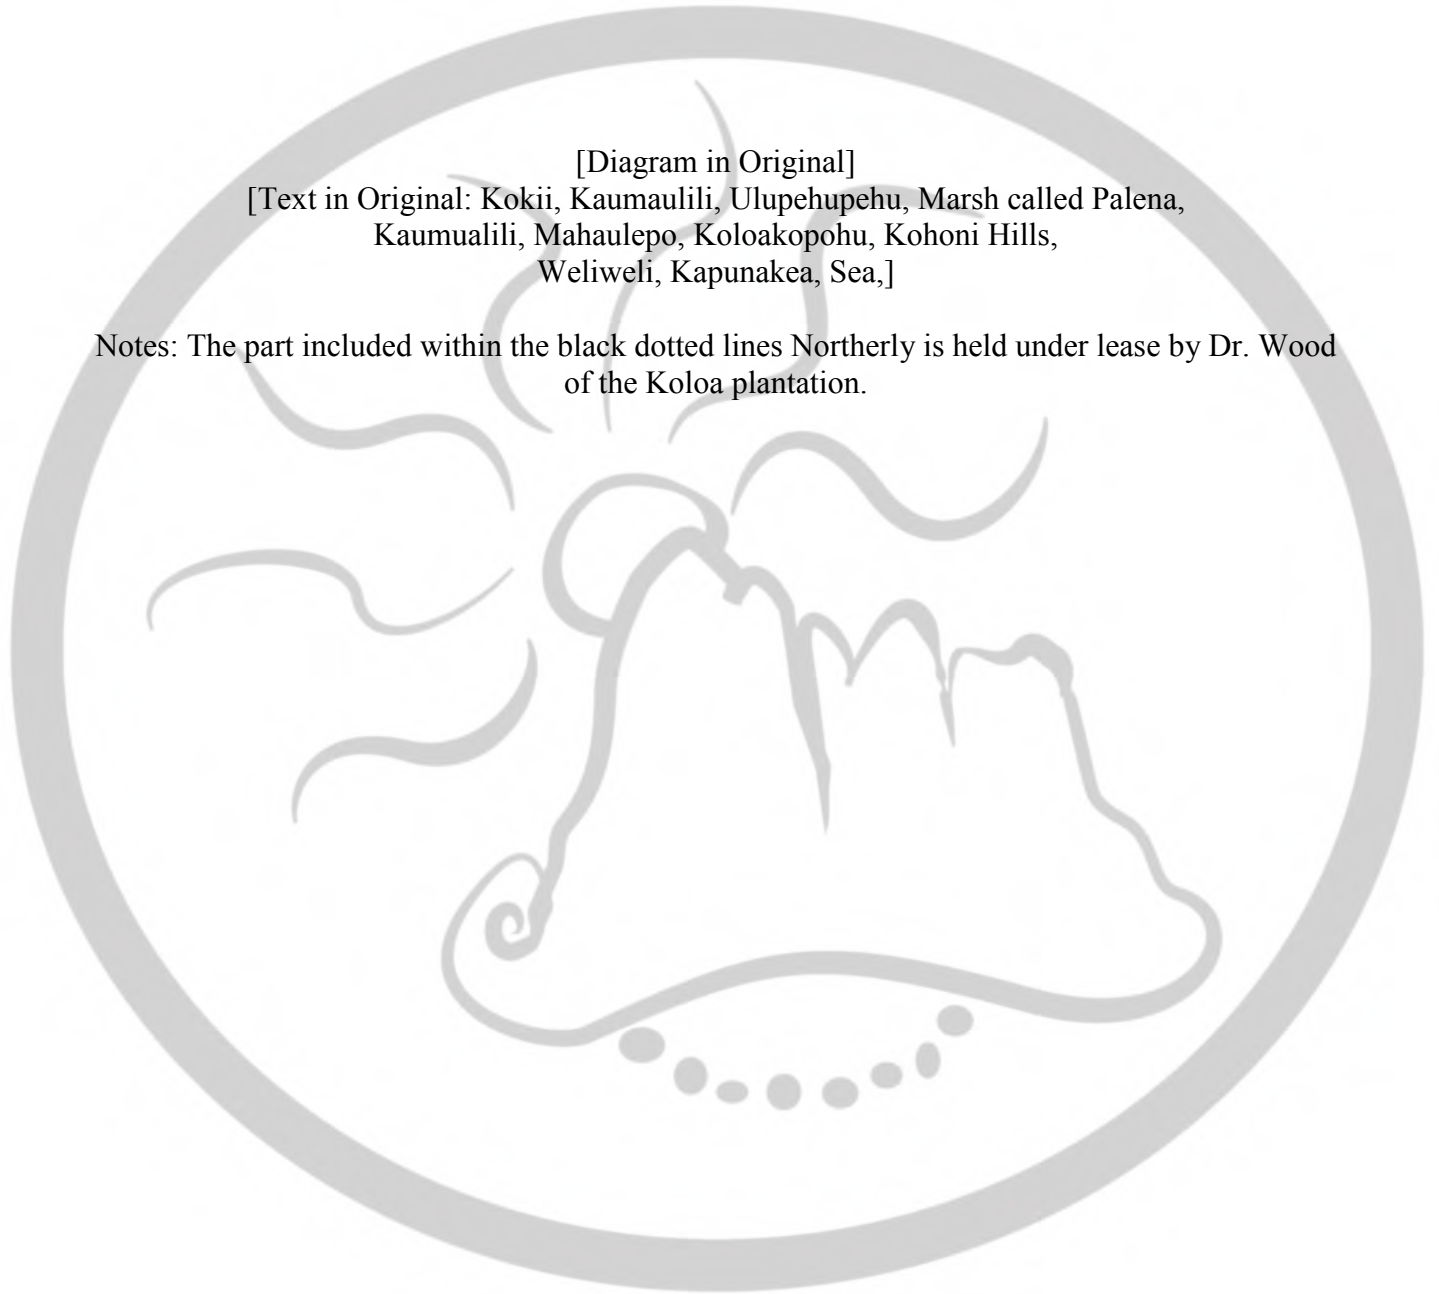 [Diagram in Original]
[Text in Original: Kokii, Kaumaulili, Ulupehupehu, Marsh called Palena,
Kaumualili, Mahaulepo, Koloakopohu, Kohoni Hills,
Weliweli, Kapunakea, Sea,]
Notes: The part included within the black dotted lines Northerly is held under lease by Dr. Wood
of the Koloa plantation.